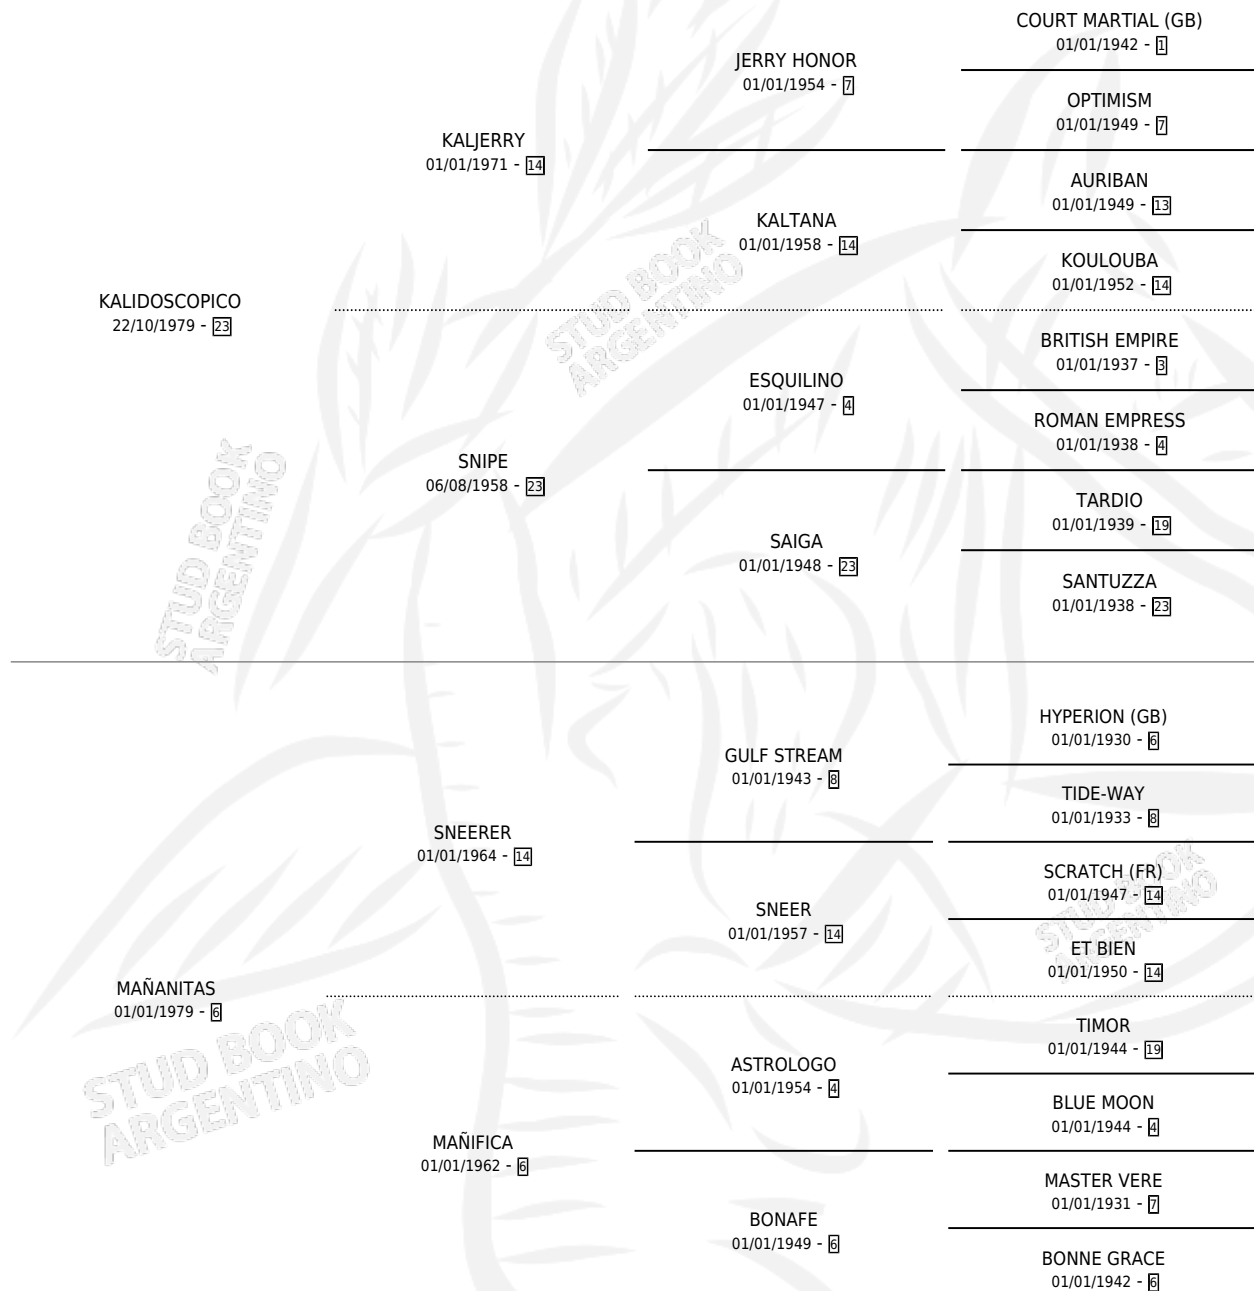 COURT MARTIAL (GB)
01/01/1942 - 1
JERRY HONOR
01/01/1954 - 7
OPTIMISM
01/01/1949 - 7
KALJERRY
01/01/1971 - 14
AURIBAN
01/01/1949 - 13
KALTANA
01/01/1958 - 14
KOULOUBA
01/01/1952 - 14
KALIDOSCOPICO
22/10/1979 - 23
BRITISH EMPIRE
01/01/1937 - 3
ESQUILINO
01/01/1947 - 4
ROMAN EMPRESS
01/01/1938 - 4
SNIPE
06/08/1958 - 23
TARDIO
01/01/1939 - 19
SAIGA
01/01/1948 - 23
SANTUZZA
01/01/1938 - 23
HYPERION (GB)
01/01/1930 - 6
GULF STREAM
01/01/1943 - 8
TIDE-WAY
01/01/1933 - 8
SNEERER
01/01/1964 - 14
SCRATCH (FR)
01/01/1947 - 14
SNEER
01/01/1957 - 14
ET BIEN
01/01/1950 - 14
MAÑANITAS
01/01/1979 - 6
TIMOR
01/01/1944 - 19
ASTROLOGO
01/01/1954 - 4
BLUE MOON
01/01/1944 - 4
MAÑIFICA
01/01/1962 - 6
MASTER VERE
01/01/1931 - 7
BONAFE
01/01/1949 - 6
BONNE GRACE
01/01/1942 - 6
STUD BOOK
ARGENTINO
STUD BOOK
ARGENTINO
STUD BOOK
ARGENTINO
STUD BOOK
ARGENTINO